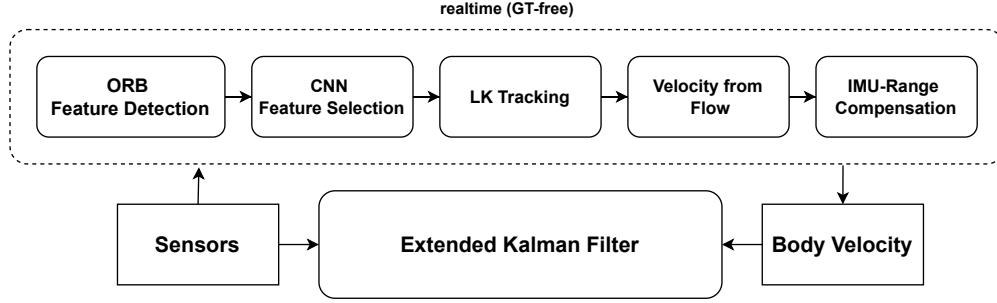 realtime (GT-free)
ORB
Feature Detection
CNN
Feature Selection
LK Tracking
Velocity from
Flow
IMU-Range
Compensation
Sensors
Extended Kalman Filter
Body Velocity